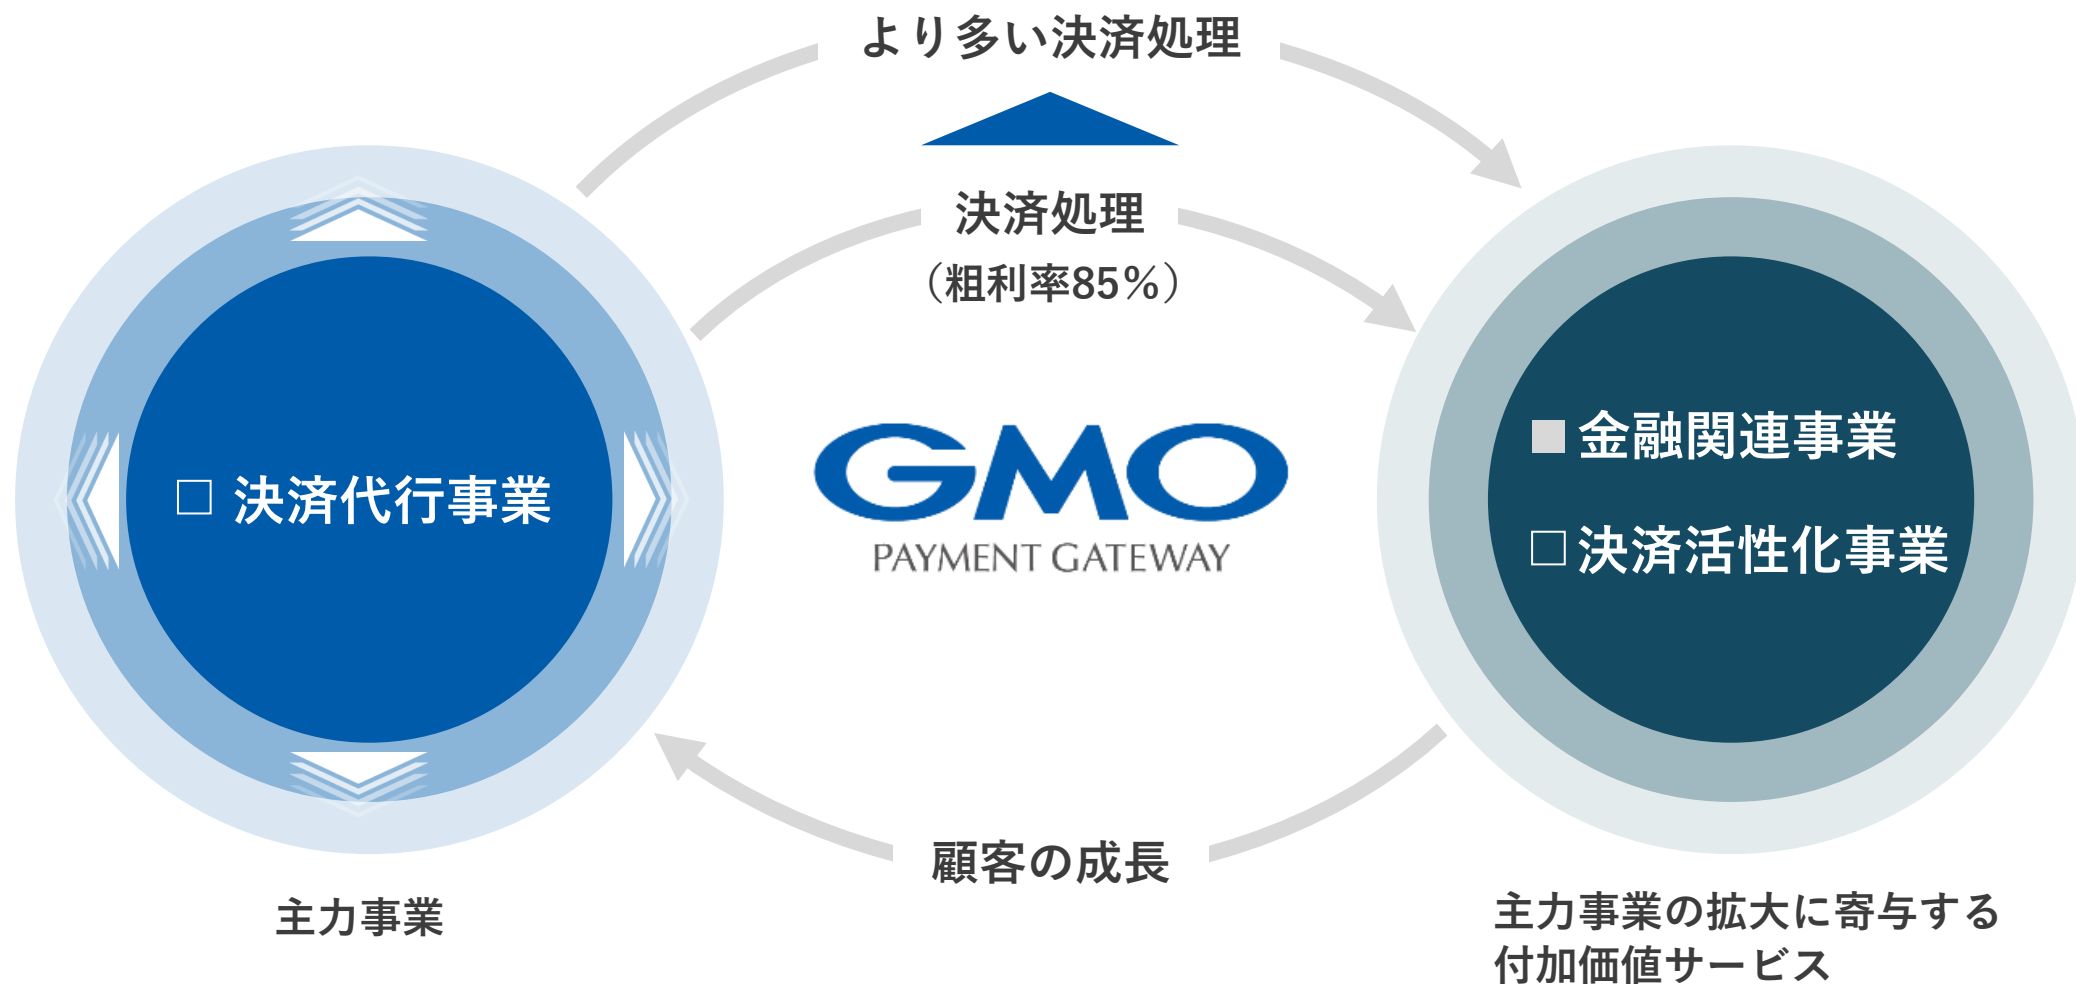 より多い決済処理
決済処理
（粗利率85％）
□ 決済代行事業
GMO
PAYMENT GATEWAY
■ 金融関連事業
□ 決済活性化事業
顧客の成長
主力事業
主力事業の拡大に寄与する
付加価値サービス